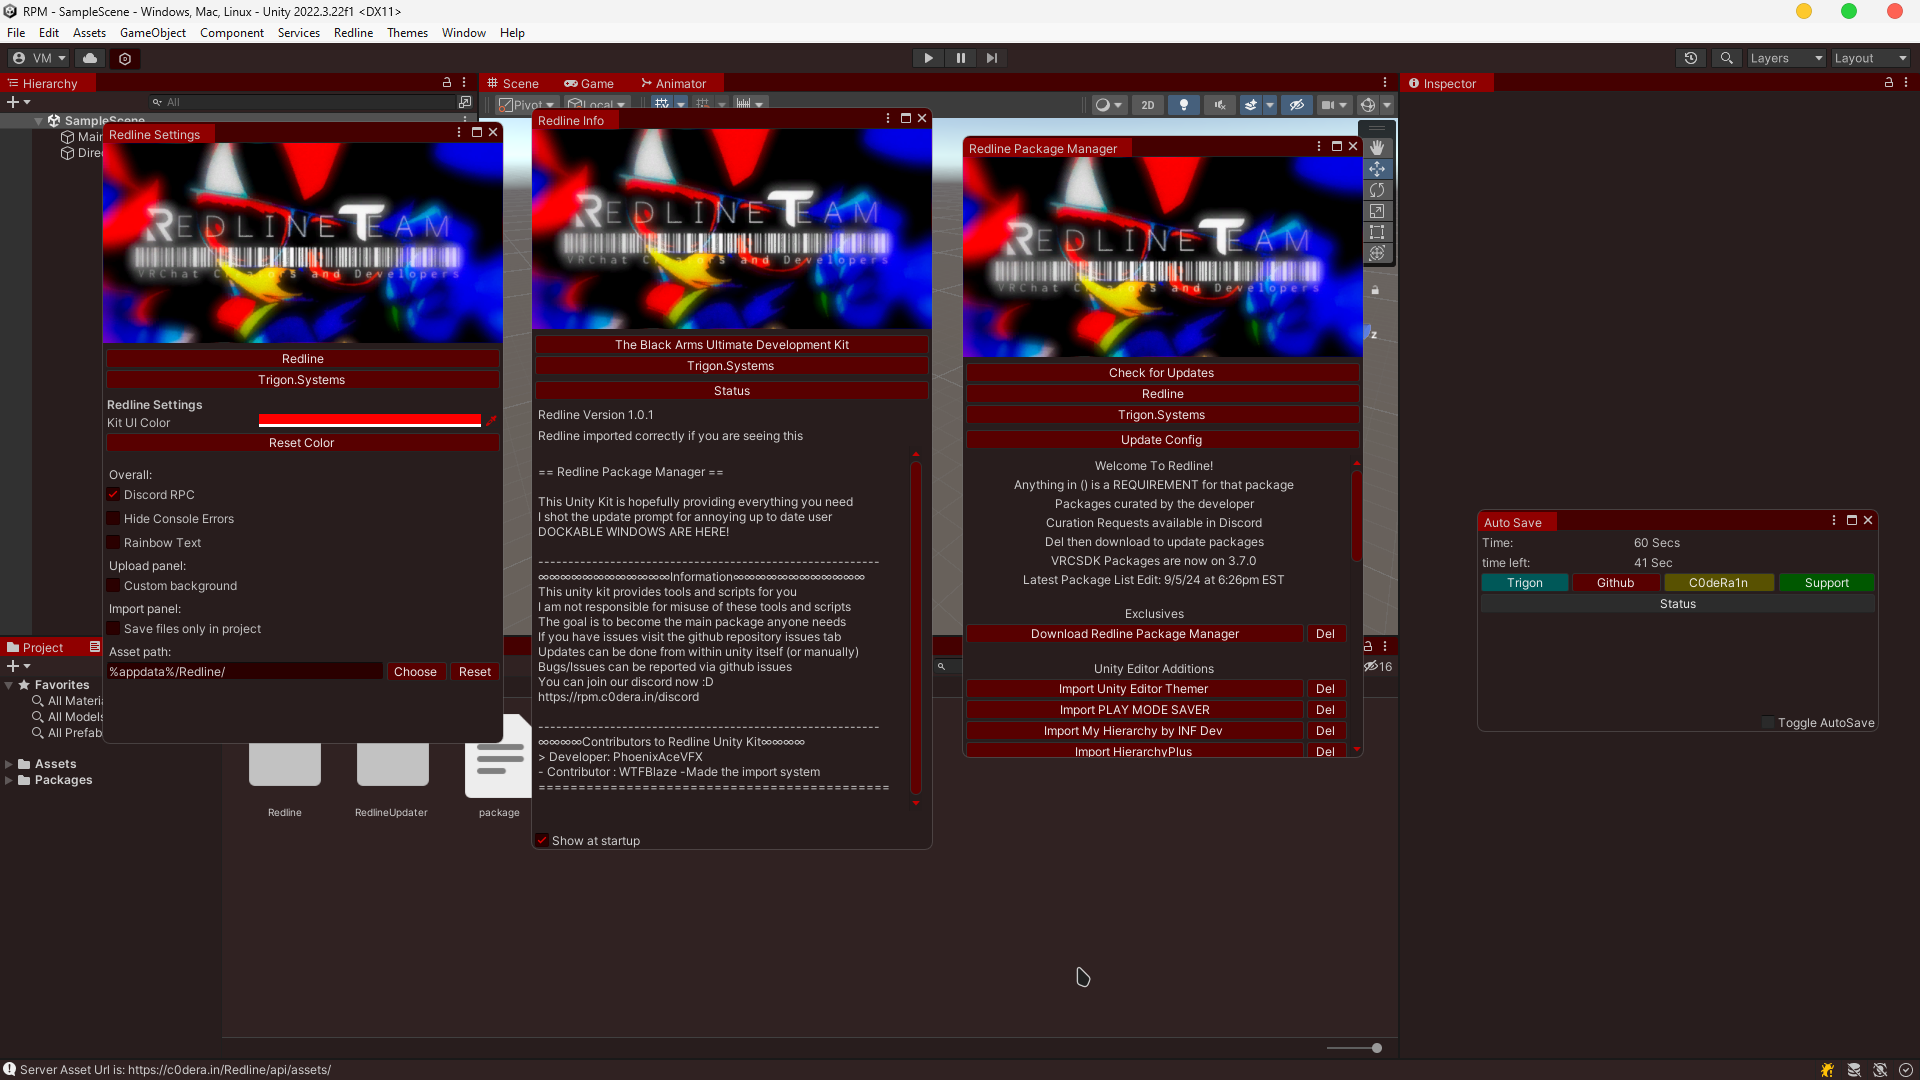 RPM - SampleScene - Windows, Mac, Linux - Unity 2022.3.22f1 <DX11>
File Edit Assets GameObject Component Services Redline Themes Window Help
VM
Layers Layout
Hierarchy
All
SampleScene
Main
Direc
Scene Game Animator
Pivot Local
2D
Inspector
Redline Settings
REDLINE TEAM
VRChat Creators and Developers
Redline
Trigon.Systems
Redline Settings
Kit UI Color
Reset Color
Overall:
Discord RPC
Hide Console Errors
Rainbow Text
Upload panel:
Custom background
Import panel:
Save files only in project
Asset path:
%appdata%/Redline/ Choose Reset
Redline Info
REDLINE TEAM
VRChat Creators and Developers
The Black Arms Ultimate Development Kit
Trigon.Systems
Status
Redline Version 1.0.1
Redline imported correctly if you are seeing this
== Redline Package Manager ==
This Unity Kit is hopefully providing everything you need
I shot the update prompt for annoying up to date user
DOCKABLE WINDOWS ARE HERE!
------------------------------------------------------------
∞∞∞∞∞∞∞∞∞∞∞∞Information∞∞∞∞∞∞∞∞∞∞∞∞
This unity kit provides tools and scripts for you
I am not responsible for misuse of these tools and scripts
The goal is to become the main package anyone needs
If you have issues visit the github repository issues tab
Updates can be done from within unity itself (or manually)
Bugs/Issues can be reported via github issues
You can join our discord now :D
https://rpm.c0dera.in/discord
------------------------------------------------------------
∞∞∞∞Contributors to Redline Unity Kit∞∞∞∞
> Developer: PhoenixAceVFX
- Contributor : WTFBlaze -Made the import system
============================================
Show at startup
Redline Package Manager
REDLINE TEAM
VRChat Creators and Developers
Check for Updates
Redline
Trigon.Systems
Update Config
Welcome To Redline!
Anything in () is a REQUIREMENT for that package
Packages curated by the developer
Curation Requests available in Discord
Del then download to update packages
VRCSDK Packages are now on 3.7.0
Latest Package List Edit: 9/5/24 at 6:26pm EST
Exclusives
Download Redline Package Manager Del
Unity Editor Additions
Import Unity Editor Themer Del
Import PLAY MODE SAVER Del
Import My Hierarchy by INF Dev Del
Import HierarchyPlus Del
z
Auto Save
Time: 60 Secs
time left: 41 Sec
Trigon Github C0deRa1n Support
Status
Toggle AutoSave
Project
16
Favorites
All Materia
All Models
All Prefab
Assets
Packages
Redline RedlineUpdater package
Server Asset Url is: https://c0dera.in/Redline/api/assets/